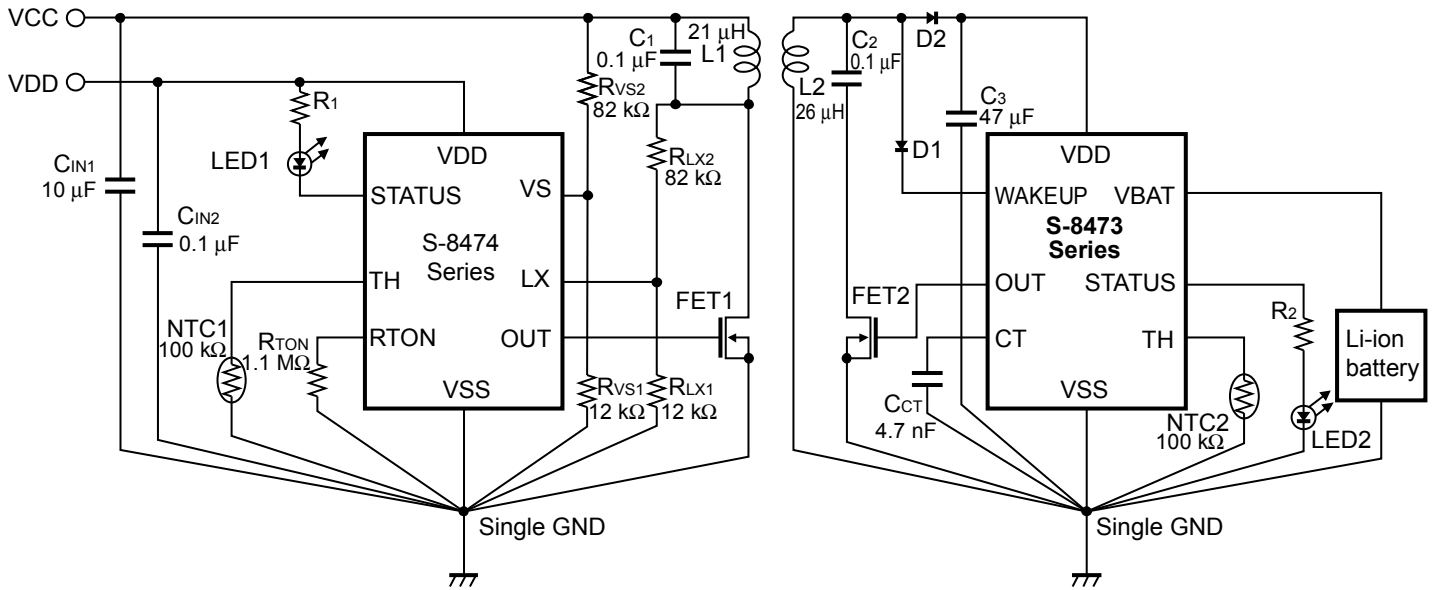 VCC
VDD
CIN1
10 μF
CIN2
0.1 μF
R1
LED1
NTC1
100 kΩ
RTON
1.1 MΩ
VDD
STATUS
VS
S-8474
Series
TH
LX
RTON
OUT
VSS
RVS2
82 kΩ
RVS1
12 kΩ
C1
0.1 μF
21 μH
L1
RLX2
82 kΩ
RLX1
12 kΩ
FET1
Single GND
L2
26 μH
C2
0.1 μF
D2
D1
C3
47 μF
FET2
CCT
4.7 nF
VDD
WAKEUP
VBAT
S-8473
Series
OUT
STATUS
CT
TH
VSS
NTC2
100 kΩ
R2
LED2
Li-ion
battery
Single GND